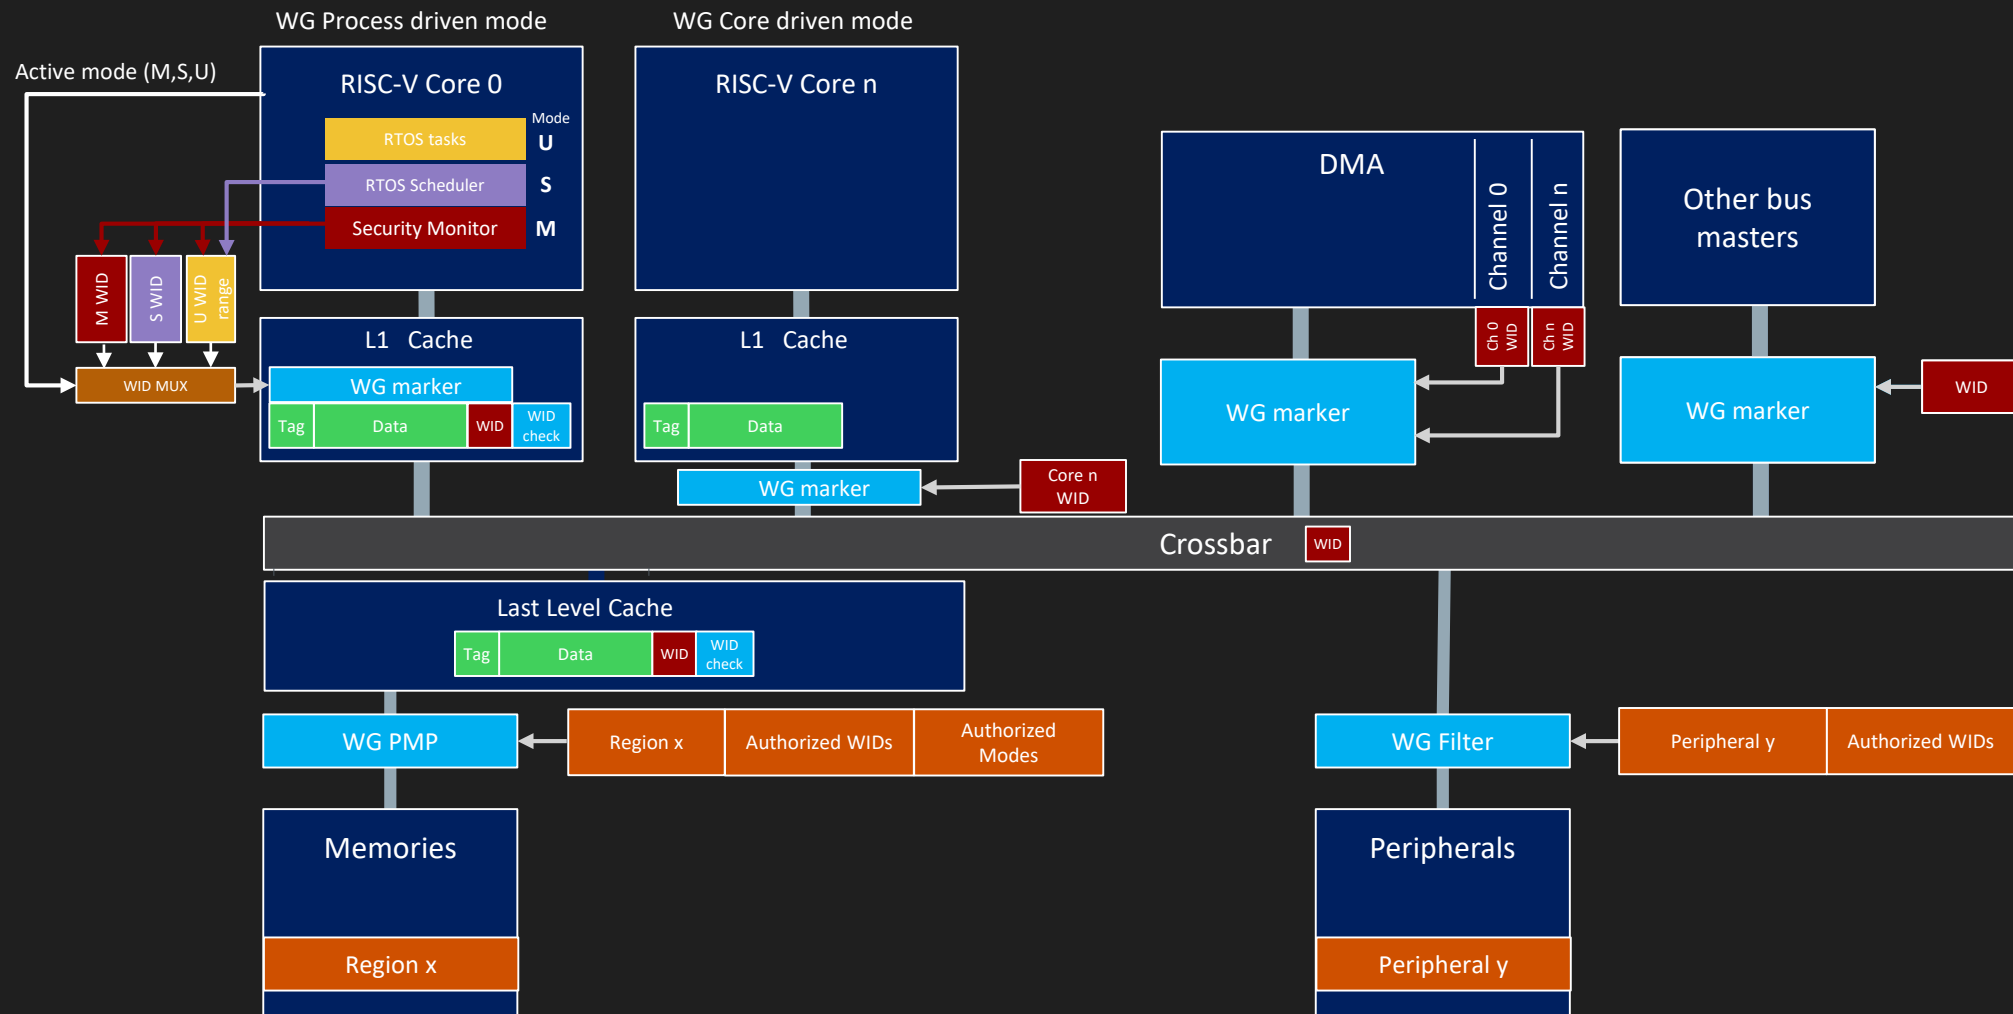 WG Process driven mode
WG Core driven mode
Active mode (M,S,U)
RISC-V Core 0
Mode
RTOS tasks
U
RTOS Scheduler
S
Security Monitor
M
RISC-V Core n
DMA
Channel 0
Channel n
Other bus
masters
M WID
S WID
U WID
range
WID MUX
L1 Cache
WG marker
Tag
Data
WID
WID
check
L1 Cache
Tag
Data
WG marker
Core n
WID
Ch 0
WID
Ch n
WID
WG marker
WG marker
WID
Crossbar
WID
Last Level Cache
Tag
Data
WID
WID
check
WG PMP
Region x
Authorized WIDs
Authorized
Modes
WG Filter
Peripheral y
Authorized WIDs
Memories
Region x
Peripherals
Peripheral y